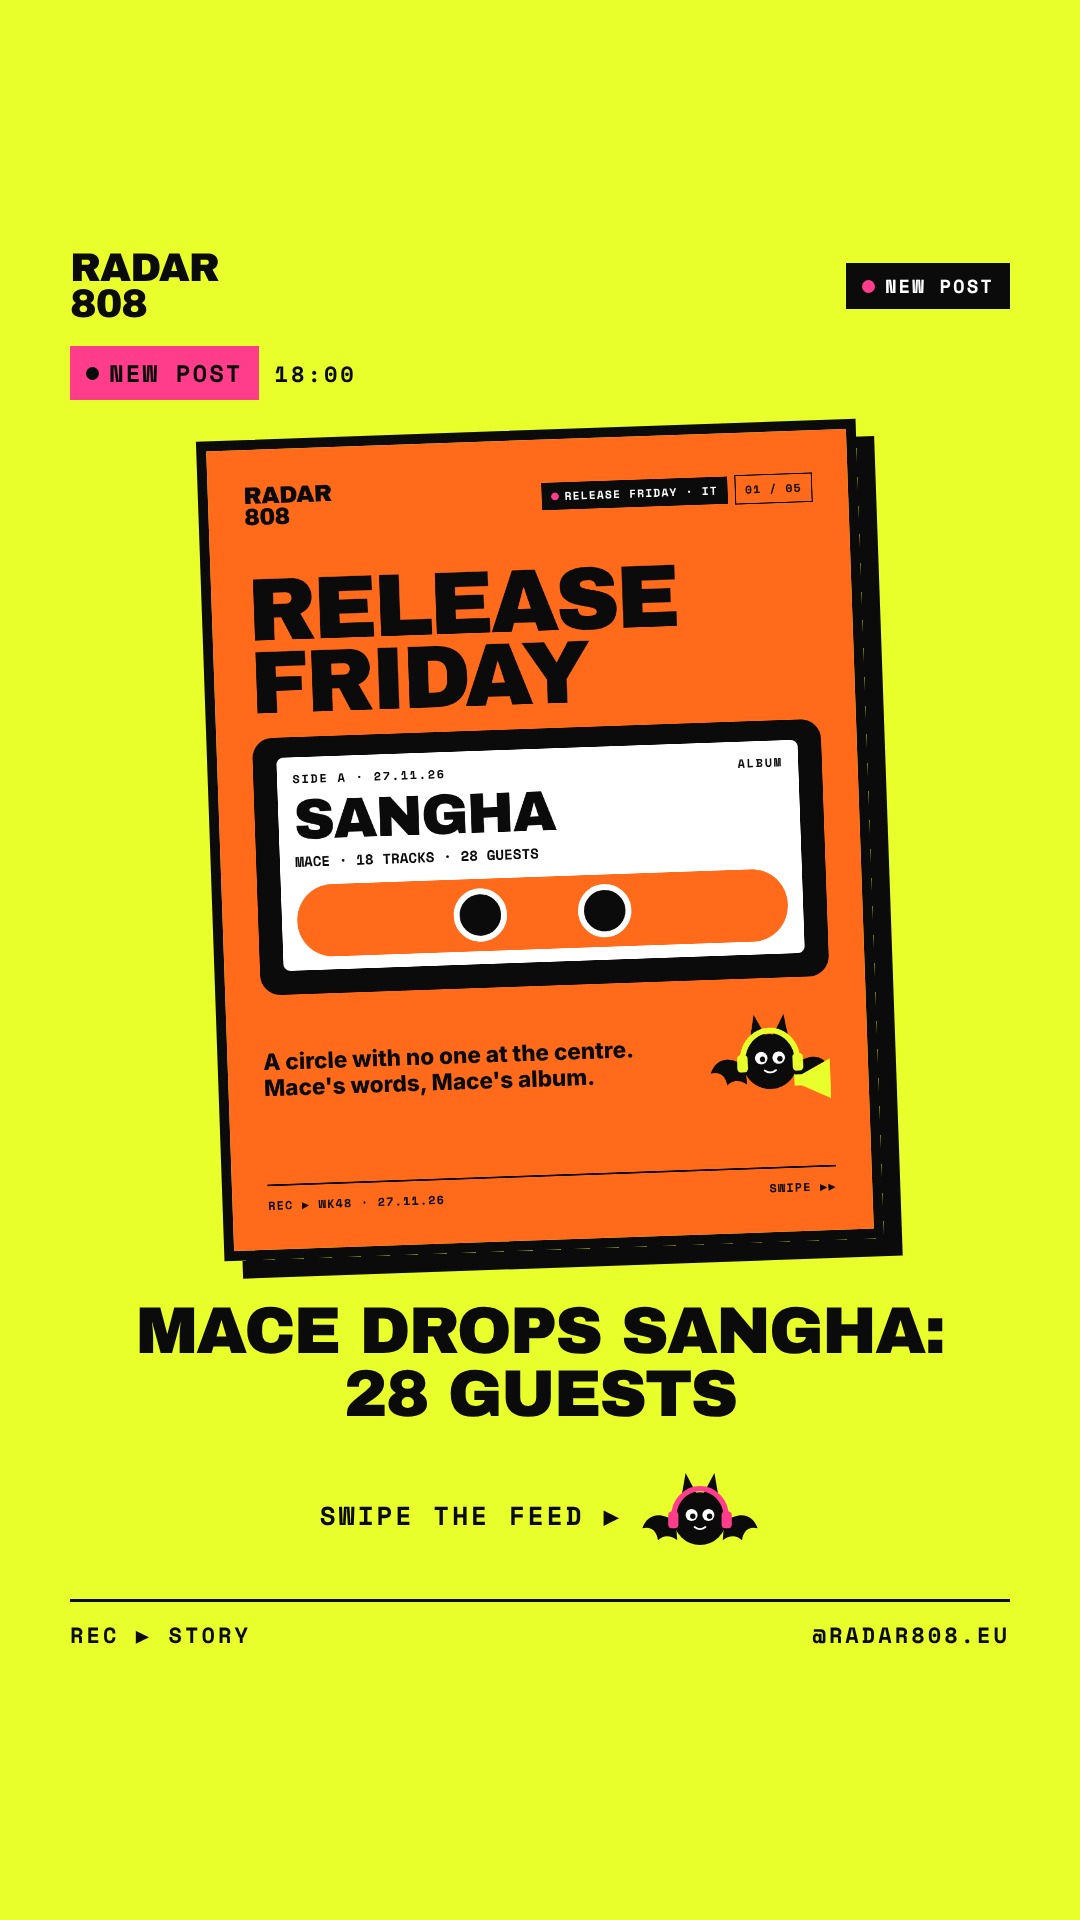 RADAR
808
● NEW POST
● NEW POST 18:00
RADAR
808
● RELEASE FRIDAY · IT
01 / 05
RELEASE
FRIDAY
SIDE A · 27.11.26
ALBUM
SANGHA
MACE · 18 TRACKS · 28 GUESTS
A circle with no one at the centre.
Mace's words, Mace's album.
REC ▶ WK48 · 27.11.26
SWIPE ▶▶
MACE DROPS SANGHA:
28 GUESTS
SWIPE THE FEED ▶
REC ▶ STORY
@RADAR808.EU